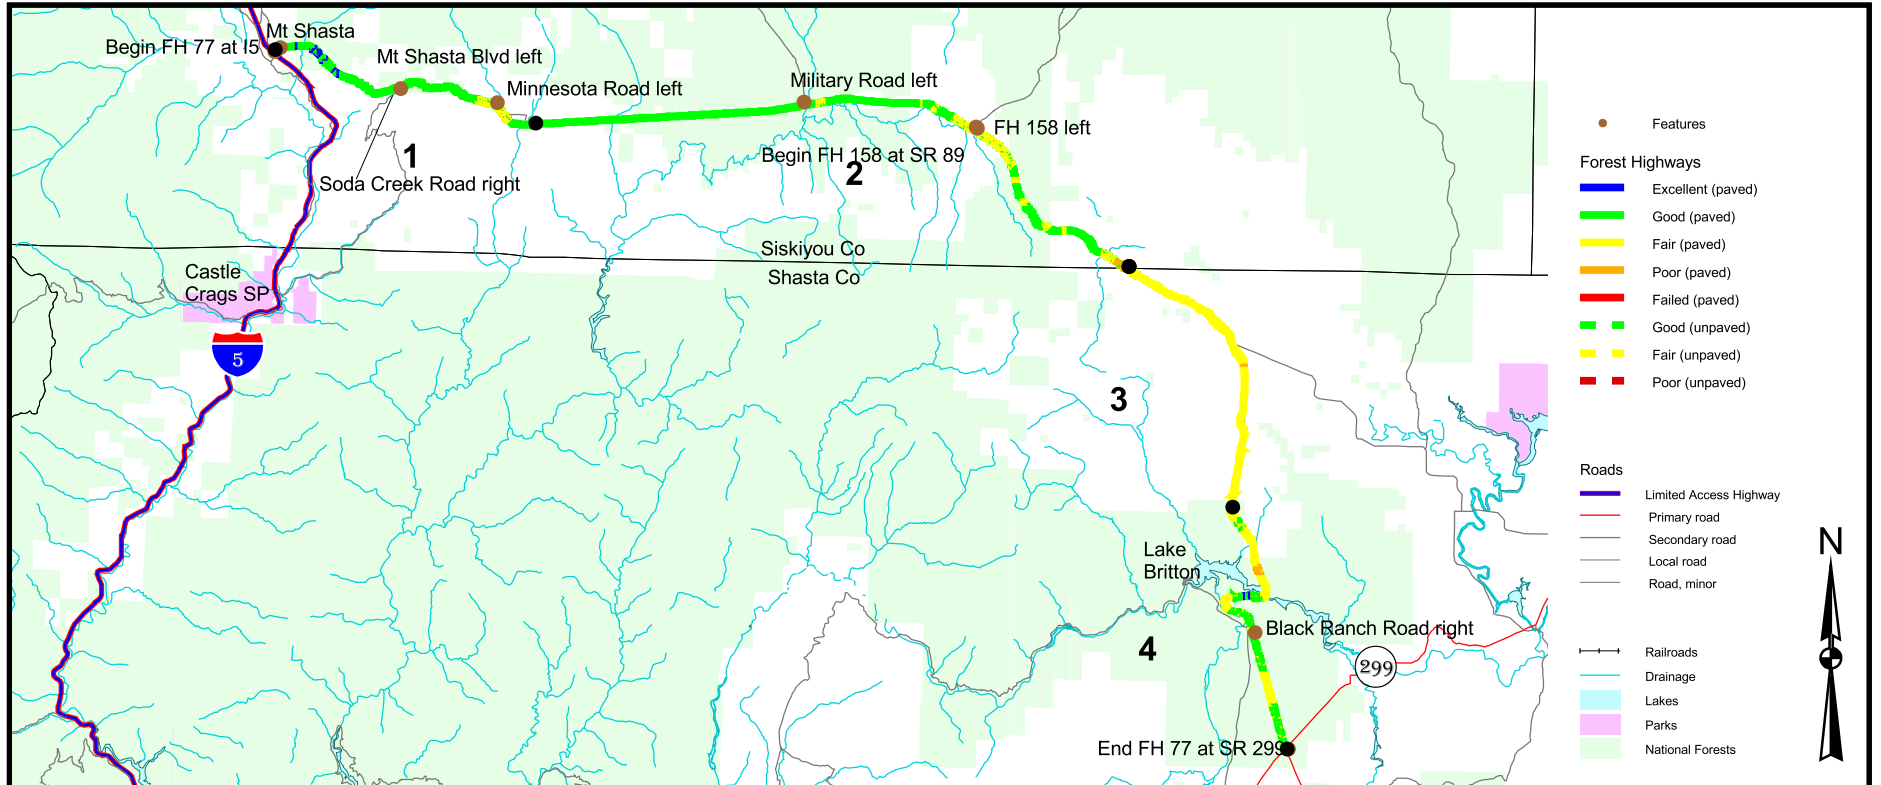 Mt Shasta
Begin FH 77 at I5
Mt Shasta Blvd left
Minnesota Road left
Military Road left
FH 158 left
Begin FH 158 at SR 89
1
2
Soda Creek Road right
Siskiyou Co
Shasta Co
Castle
Crags SP
5
3
Lake
Britton
Black Ranch Road right
4
299
End FH 77 at SR 299
Features
Forest Highways
Excellent (paved)
Good (paved)
Fair (paved)
Poor (paved)
Failed (paved)
Good (unpaved)
Fair (unpaved)
Poor (unpaved)
Roads
Limited Access Highway
Primary road
Secondary road
Local road
Road, minor
Railroads
Drainage
Lakes
Parks
National Forests
N